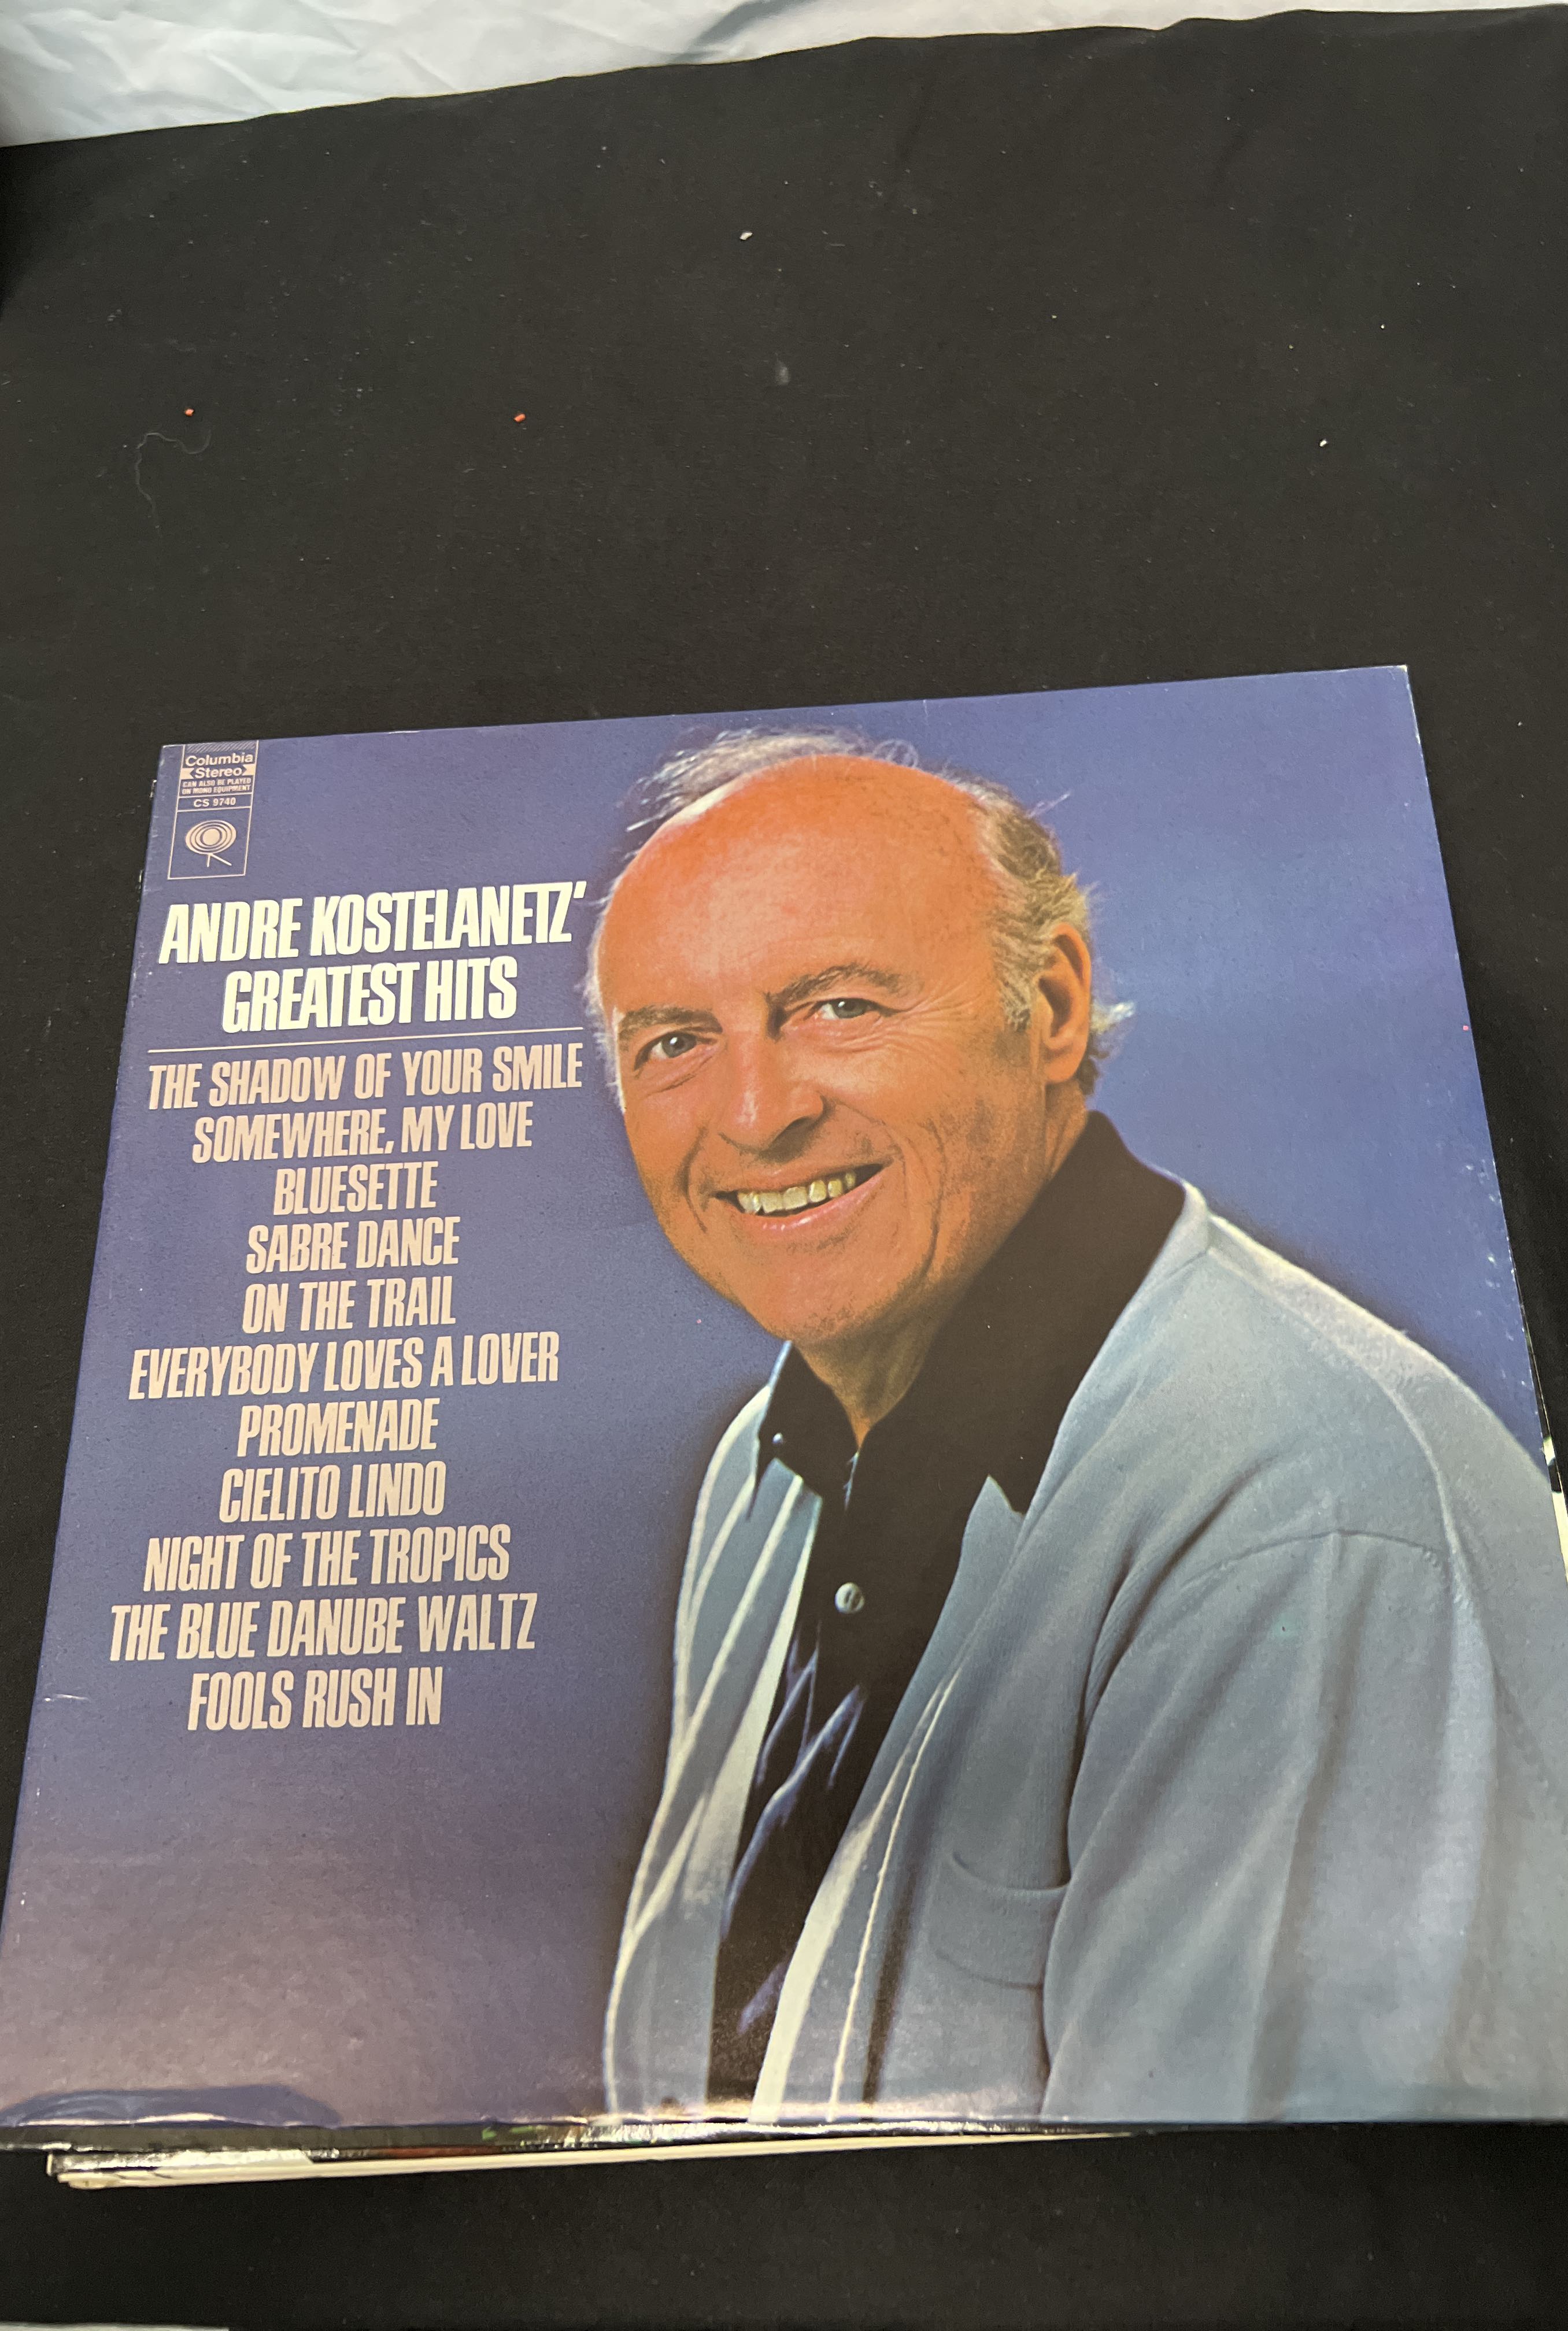 Columbia
Stereo
CAN ALSO BE PLAYED
ON MONO EQUIPMENT
CS 9740
ANDRE KOSTELANETZ'
GREATEST HITS
THE SHADOW OF YOUR SMILE
SOMEWHERE, MY LOVE
BLUESETTE
SABRE DANCE
ON THE TRAIL
EVERYBODY LOVES A LOVER
PROMENADE
CIELITO LINDO
NIGHT OF THE TROPICS
THE BLUE DANUBE WALTZ
FOOLS RUSH IN